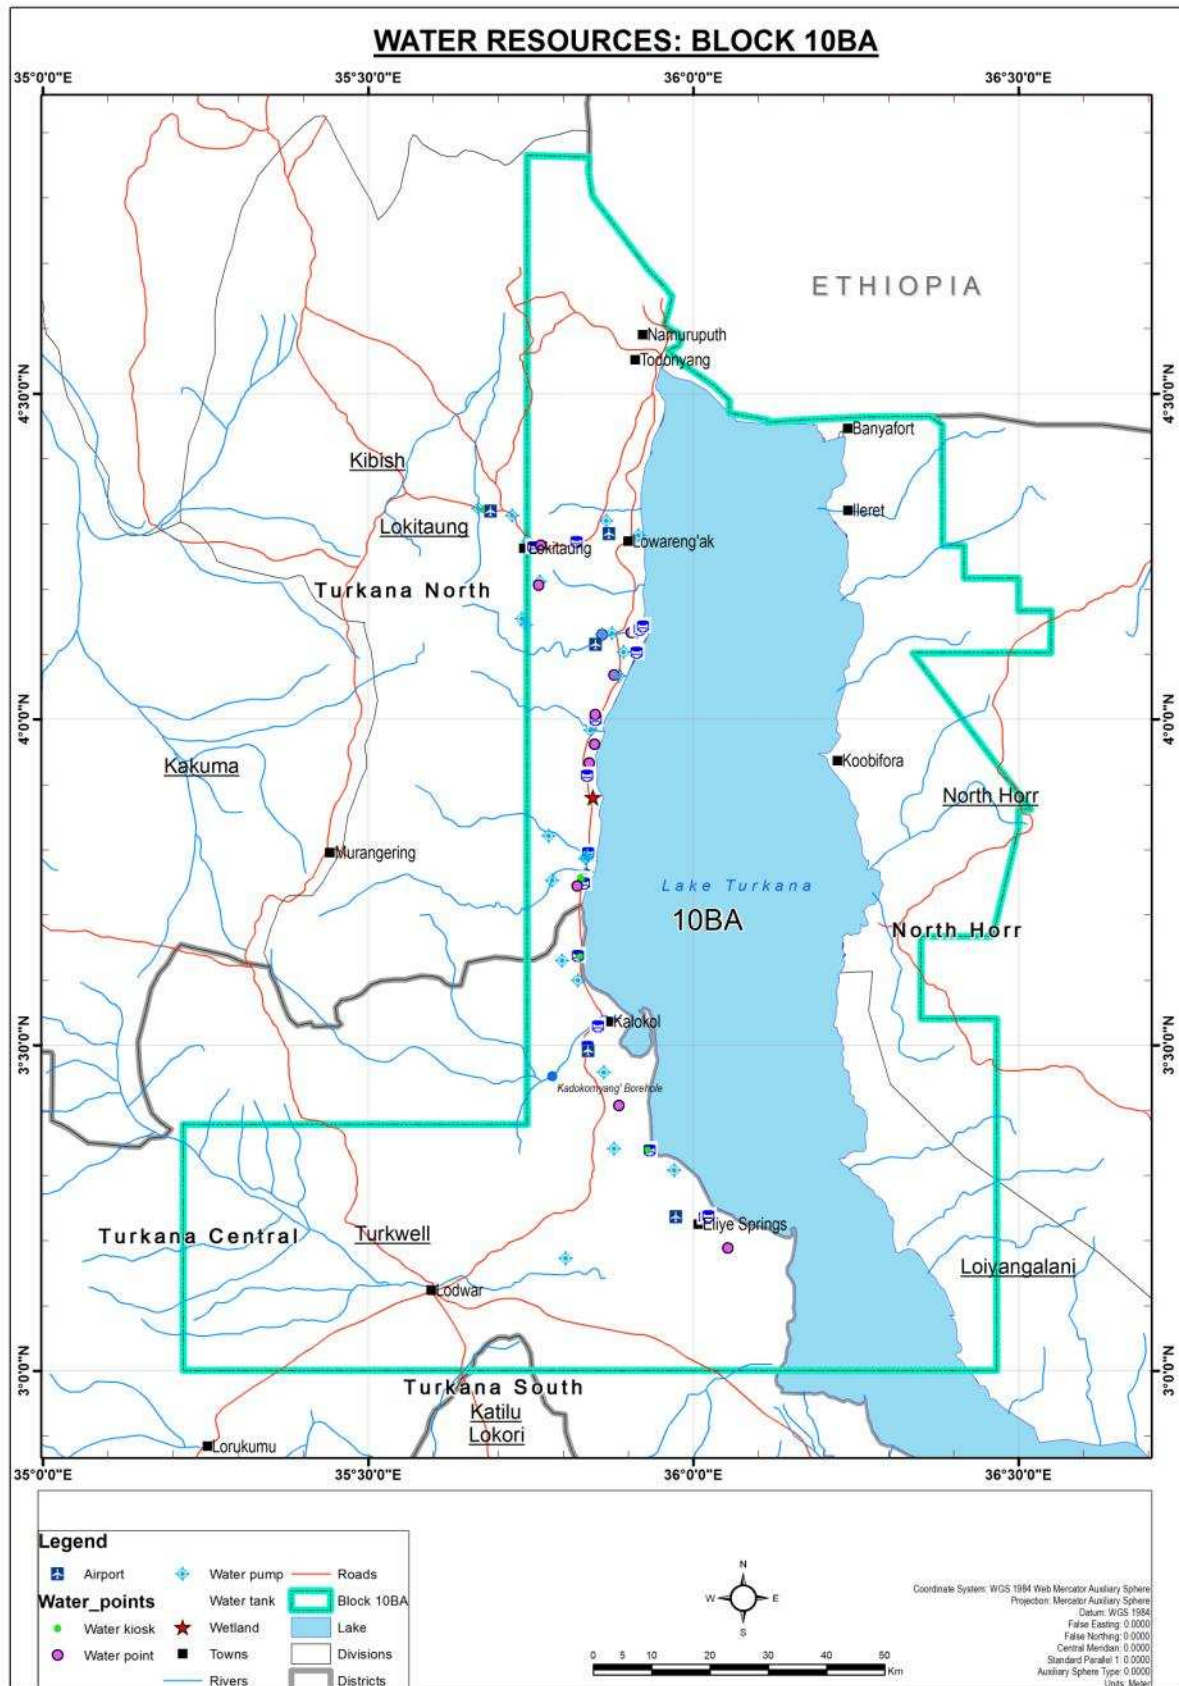 WATER RESOURCES: BLOCK 10BA
35°0'0"E
35°30'0"E
36°0'0"E
36°30'0"E
ETHIOPIA
Namuruputh
Todonyang
4°30'0"N
4°30'0"N
Banyafort
Kibish
Ileret
Lokitaung
Lokitaung
Lowareng'ak
Turkana North
4°0'0"N
4°0'0"N
Kakuma
Koobifora
North Horr
Murangering
Lake Turkana
10BA
North Horr
Kalokol
3°30'0"N
3°30'0"N
Kadokornyang' Borehole
Turkana Central
Turkwell
Eliye Springs
Loiyangalani
Lodwar
3°0'0"N
3°0'0"N
Turkana South
Katilu
Lokori
Lorukumu
35°0'0"E
35°30'0"E
36°0'0"E
36°30'0"E
Legend
Airport
Water_points
Water kiosk
Water point
Water pump
Water tank
Wetland
Towns
Rivers
Roads
Block 10BA
Lake
Divisions
Districts
N
W
E
S
0 5 10 20 30 40 50
Km
Coordinate System: WGS 1984 Web Mercator Auxiliary Sphere
Projection: Mercator Auxiliary Sphere
Datum: WGS 1984
False Easting: 0.0000
False Northing: 0.0000
Central Meridian: 0.0000
Standard Parallel 1: 0.0000
Auxiliary Sphere Type: 0.0000
Units: Meter